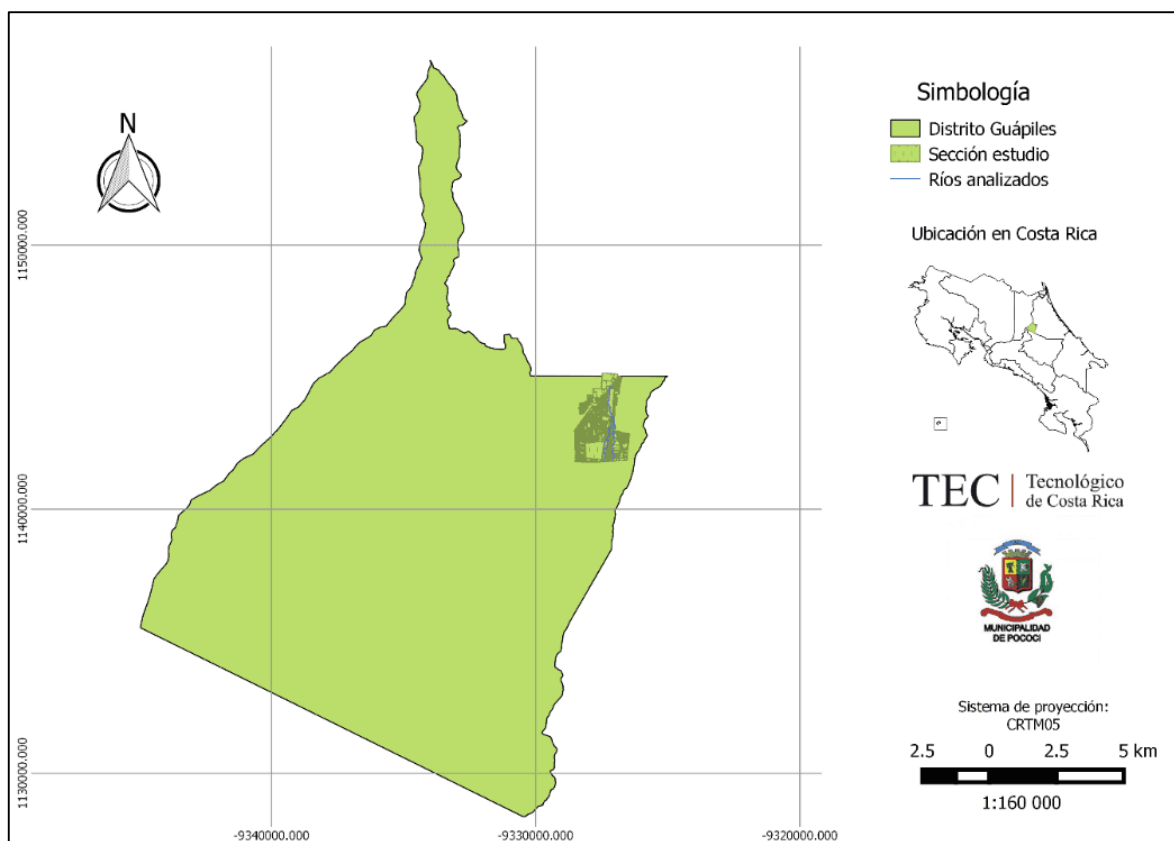 N
1150000.000
1140000.000
1130000.000
-9340000.000
-9330000.000
-9320000.000
Simbología
Distrito Guápiles
Sección estudio
Ríos analizados
Ubicación en Costa Rica
TEC | Tecnológico
de Costa Rica
MUNICIPALIDAD
DE POCOCI
Sistema de proyección:
CRTM05
2.5 0 2.5 5 km
1:160 000